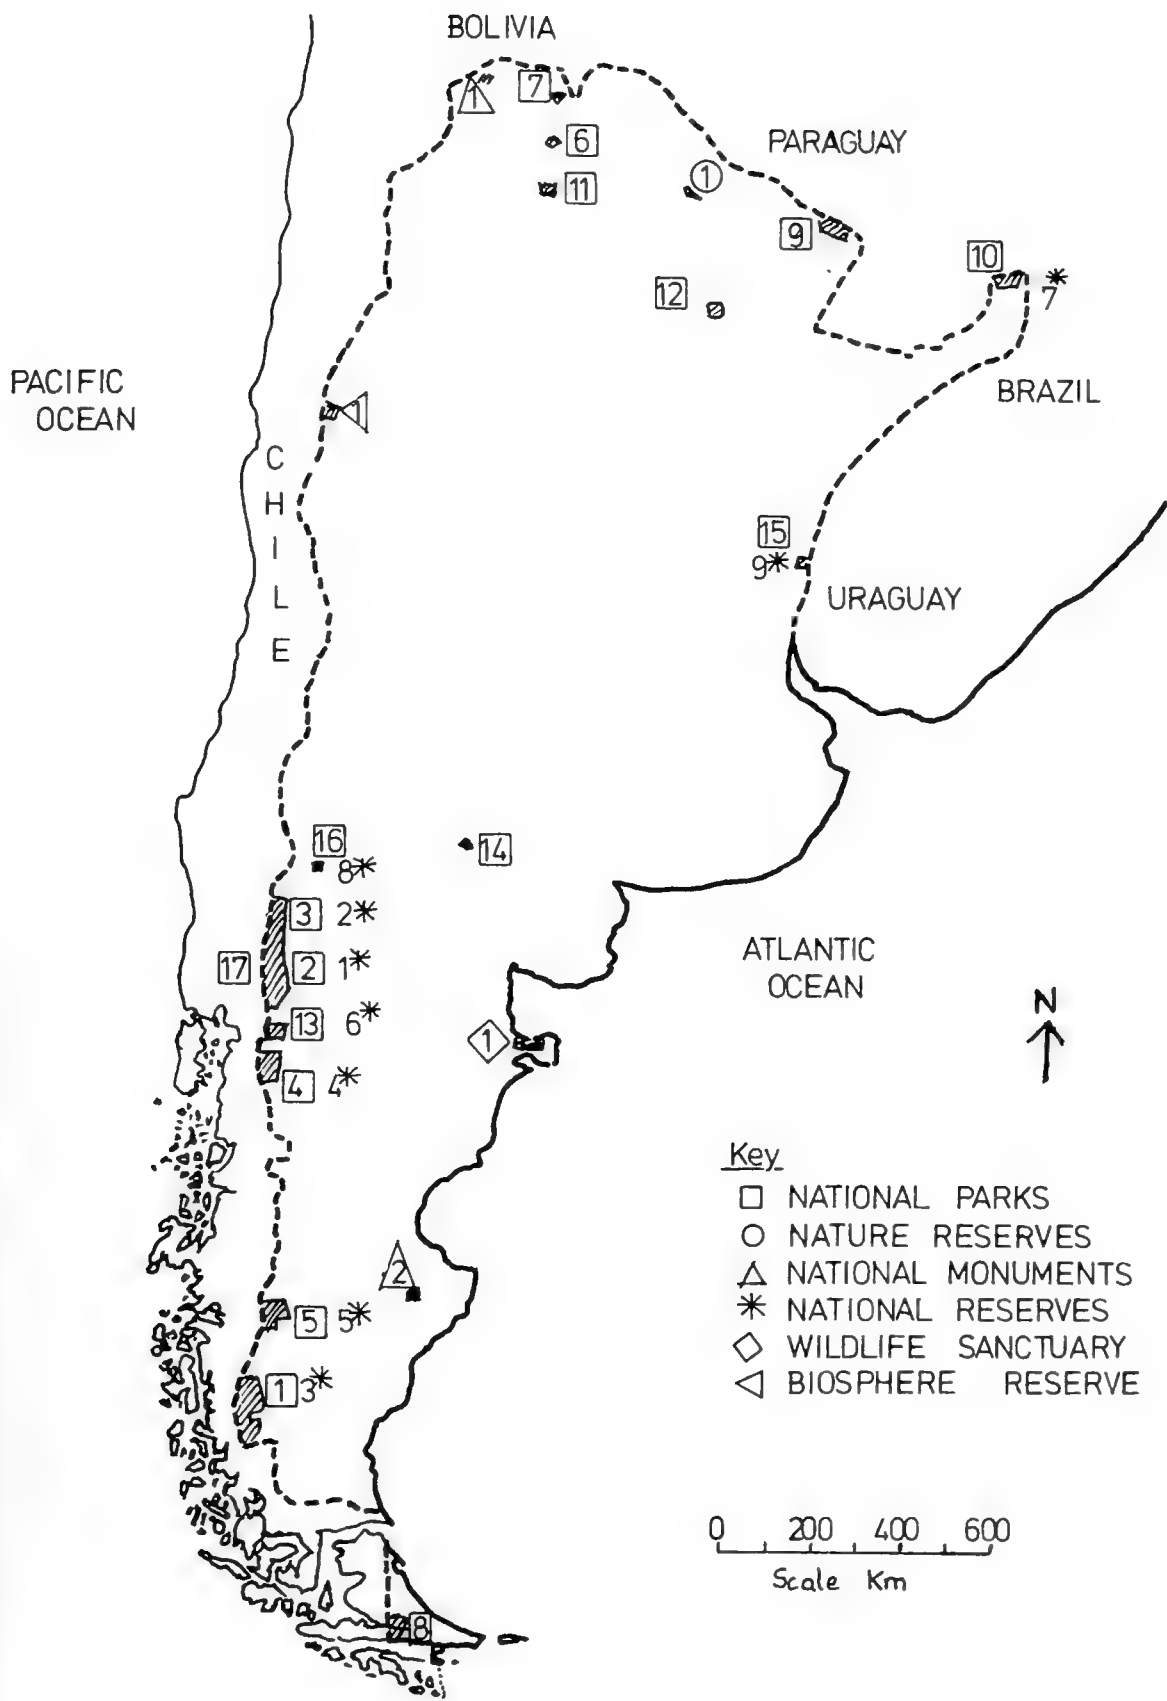 BOLIVIA
1
7
6
PARAGUAY
11
1
9
10
7*
12
PACIFIC
OCEAN
BRAZIL
1
CHILE
15
9*
URAGUAY
16
14
8*
3 2*
17 2 1*
ATLANTIC
OCEAN
13 6*
1
N
4 4*
Key
NATIONAL PARKS
NATURE RESERVES
NATIONAL MONUMENTS
* NATIONAL RESERVES
WILDLIFE SANCTUARY
BIOSPHERE RESERVE
2
5 5*
1 3*
0 200 400 600
Scale Km
8